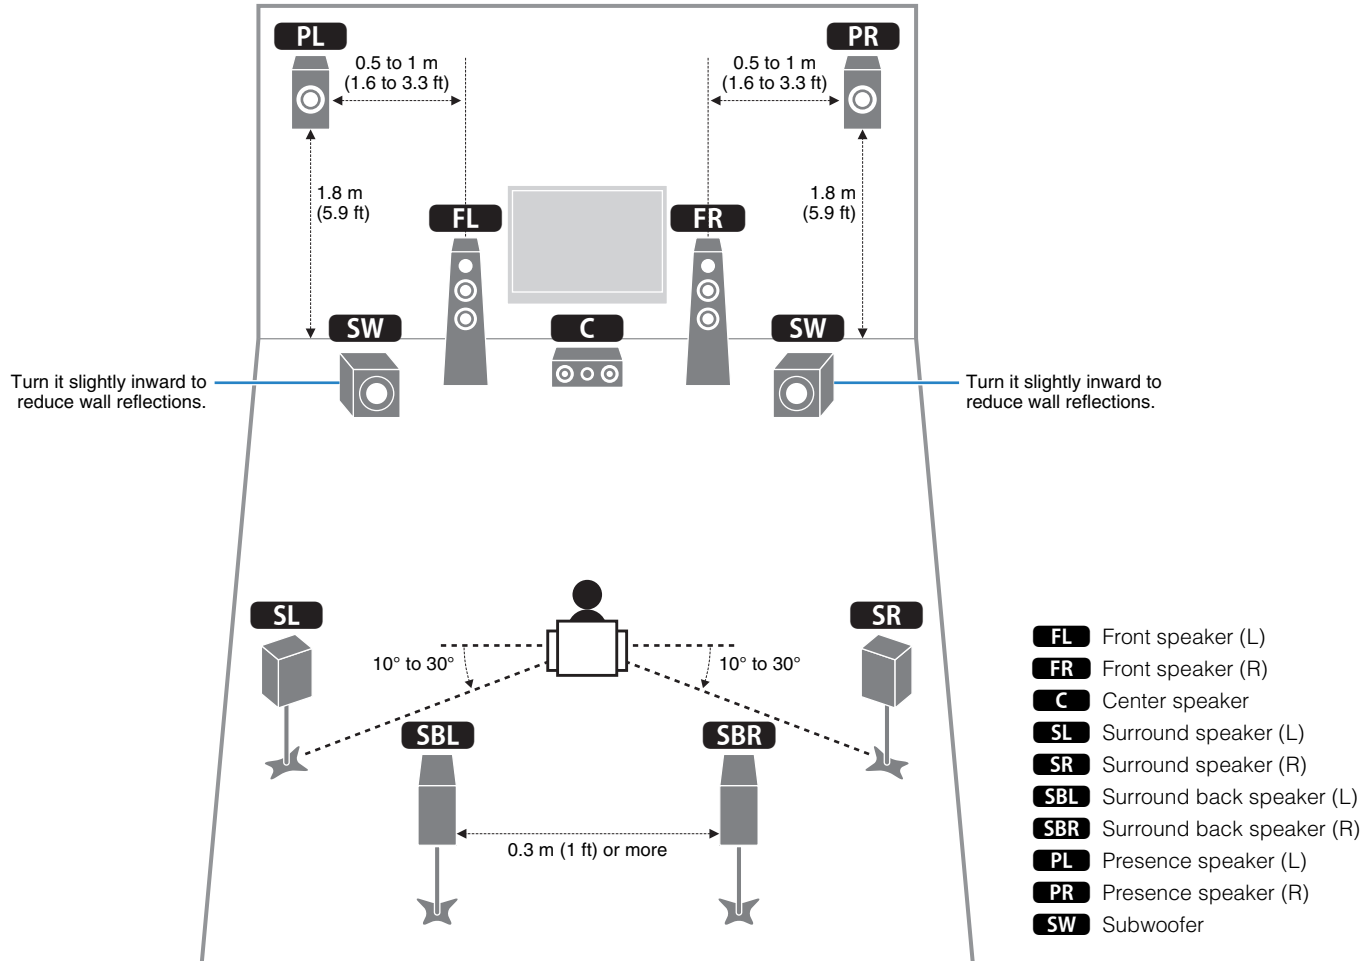 PL
PR
0.5 to 1 m
(1.6 to 3.3 ft)
0.5 to 1 m
(1.6 to 3.3 ft)
1.8 m
(5.9 ft)
1.8 m
(5.9 ft)
FL
FR
SW
C
SW
Turn it slightly inward to
reduce wall reflections.
Turn it slightly inward to
reduce wall reflections.
SL
SR
10° to 30°
10° to 30°
SBL
SBR
0.3 m (1 ft) or more
FL Front speaker (L)
FR Front speaker (R)
C Center speaker
SL Surround speaker (L)
SR Surround speaker (R)
SBL Surround back speaker (L)
SBR Surround back speaker (R)
PL Presence speaker (L)
PR Presence speaker (R)
SW Subwoofer